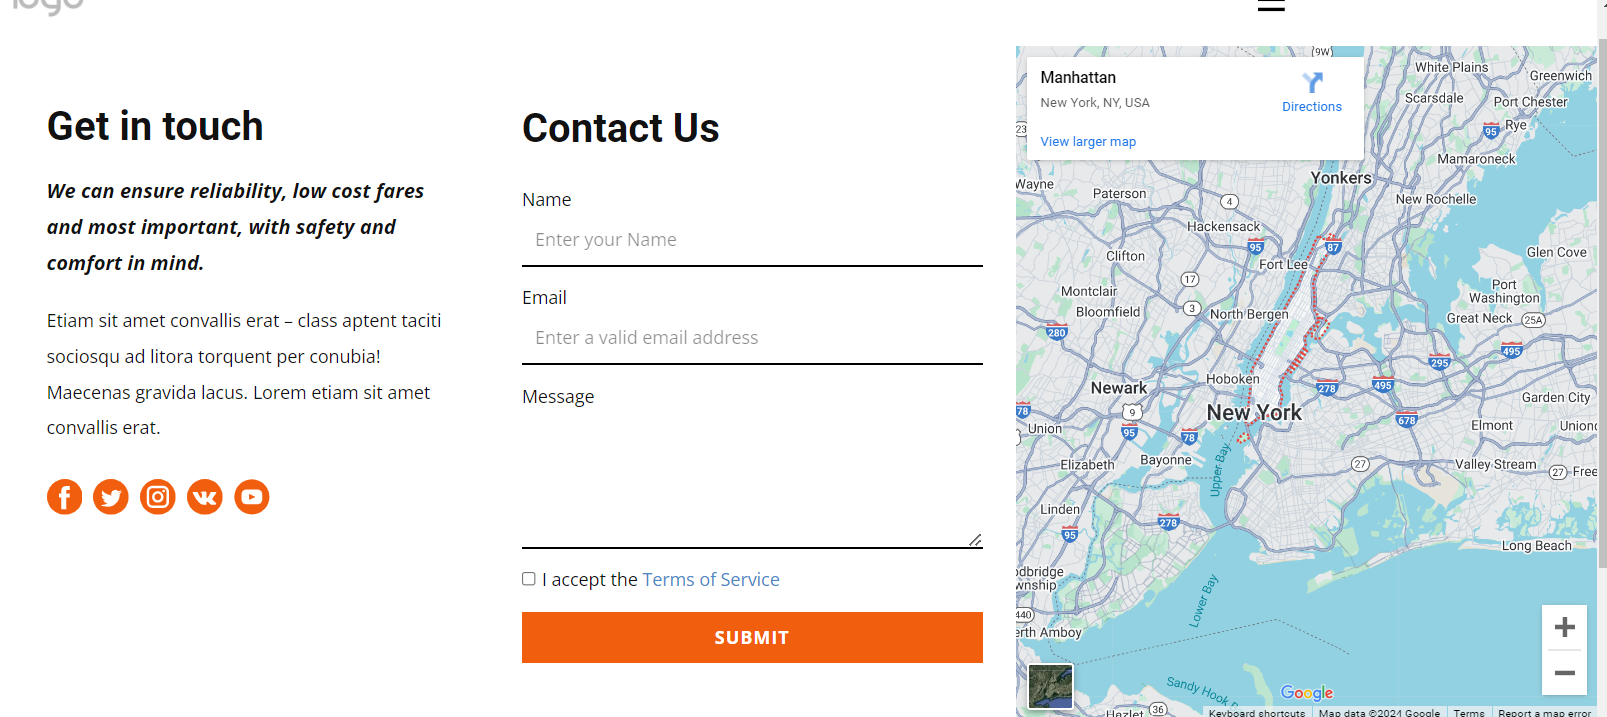 logo
Get in touch
We can ensure reliability, low cost fares
and most important, with safety and
comfort in mind.
Etiam sit amet convallis erat – class aptent taciti
sociosqu ad litora torquent per conubia!
Maecenas gravida lacus. Lorem etiam sit amet
convallis erat.
Contact Us
Name
Enter your Name
Email
Enter a valid email address
Message
I accept the Terms of Service
SUBMIT
Manhattan
New York, NY, USA
Directions
View larger map
(9W)
White Plains
Greenwich
Scarsdale
Port Chester
23
95
Rye
Mamaroneck
Yonkers
Wayne
Paterson
4
New Rochelle
Hackensack
95
87
Clifton
Fort Lee
Glen Cove
17
Montclair
Port
Washington
Bloomfield
3
North Bergen
Great Neck
25A
280
495
295
Hoboken
Newark
278
495
Garden City
78
9
New York
678
Union
95
78
Elmont
Uniond
Elizabeth
Bayonne
Upper Bay
27
Valley Stream
27
Free
Linden
95
278
Long Beach
odbridge
wnship
Lower Bay
440
erth Amboy
Sandy Hook
Hazlet
36
Google
Keyboard shortcuts
Map data ©2024 Google
Terms
Report a map error